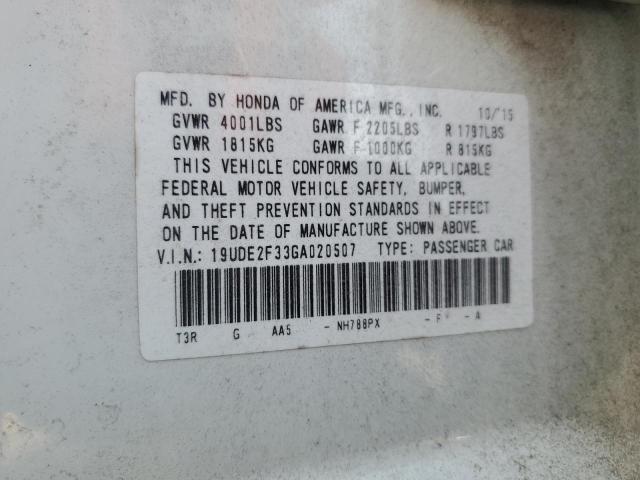 MFD. BY HONDA OF AMERICA MFG., INC. 10/'15
GVWR 4001LBS GAWR F 2205LBS R 1797LBS
GVWR 1815KG GAWR F 1000KG R 815KG
THIS VEHICLE CONFORMS TO ALL APPLICABLE
FEDERAL MOTOR VEHICLE SAFETY, BUMPER,
AND THEFT PREVENTION STANDARDS IN EFFECT
ON THE DATE OF MANUFACTURE SHOWN ABOVE.
V.I.N.: 19UDE2F33GA020507 TYPE: PASSENGER CAR
T3R G AA5 - NH788PX - F - A